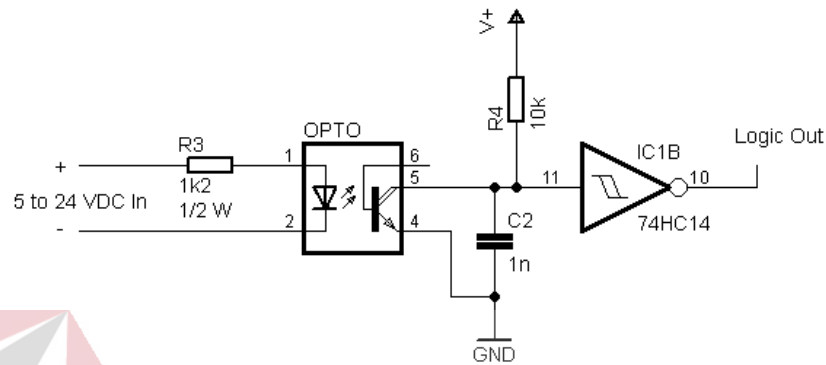 V+
R4
10k
OPTO
R3
1k2
1/2 W
+
5 to 24 VDC In
-
1
2
6
5
4
C2
1n
GND
11
IC1B
10
74HC14
Logic Out